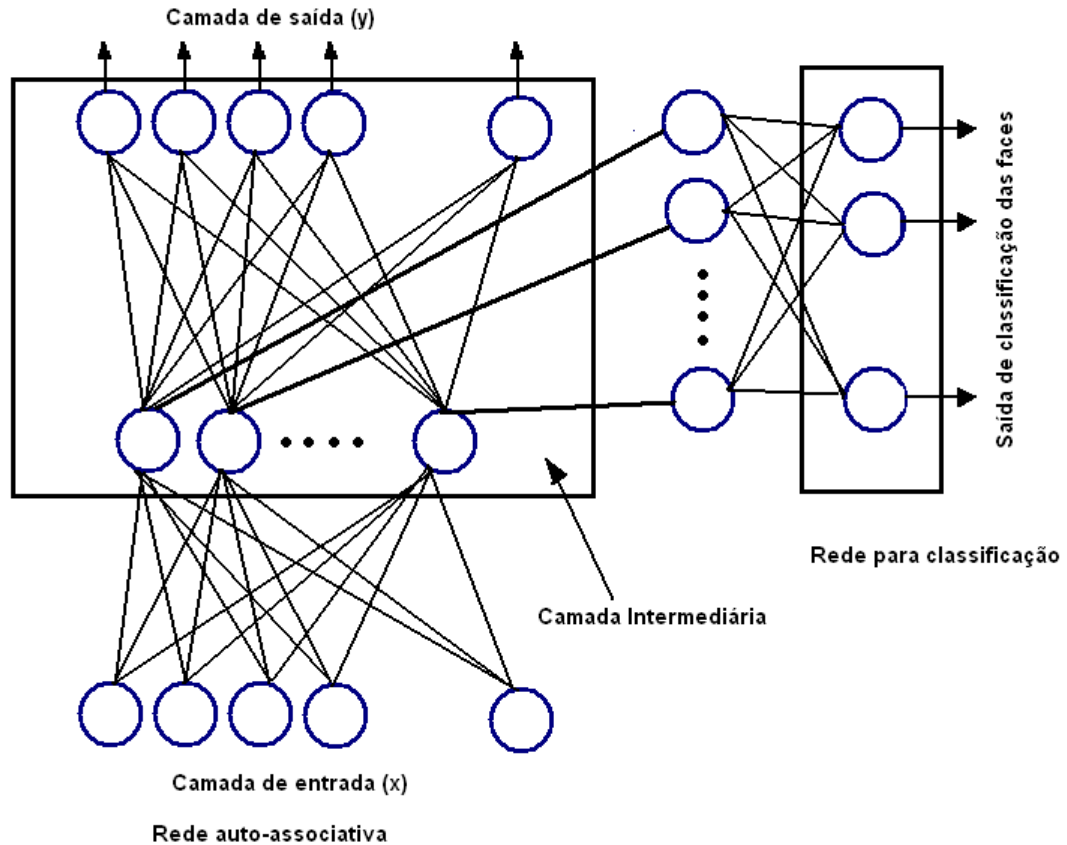 Camada de saída (y)
Saída de classificação das faces
Rede para classificação
Camada Intermediária
Camada de entrada (x)
Rede auto-associativa